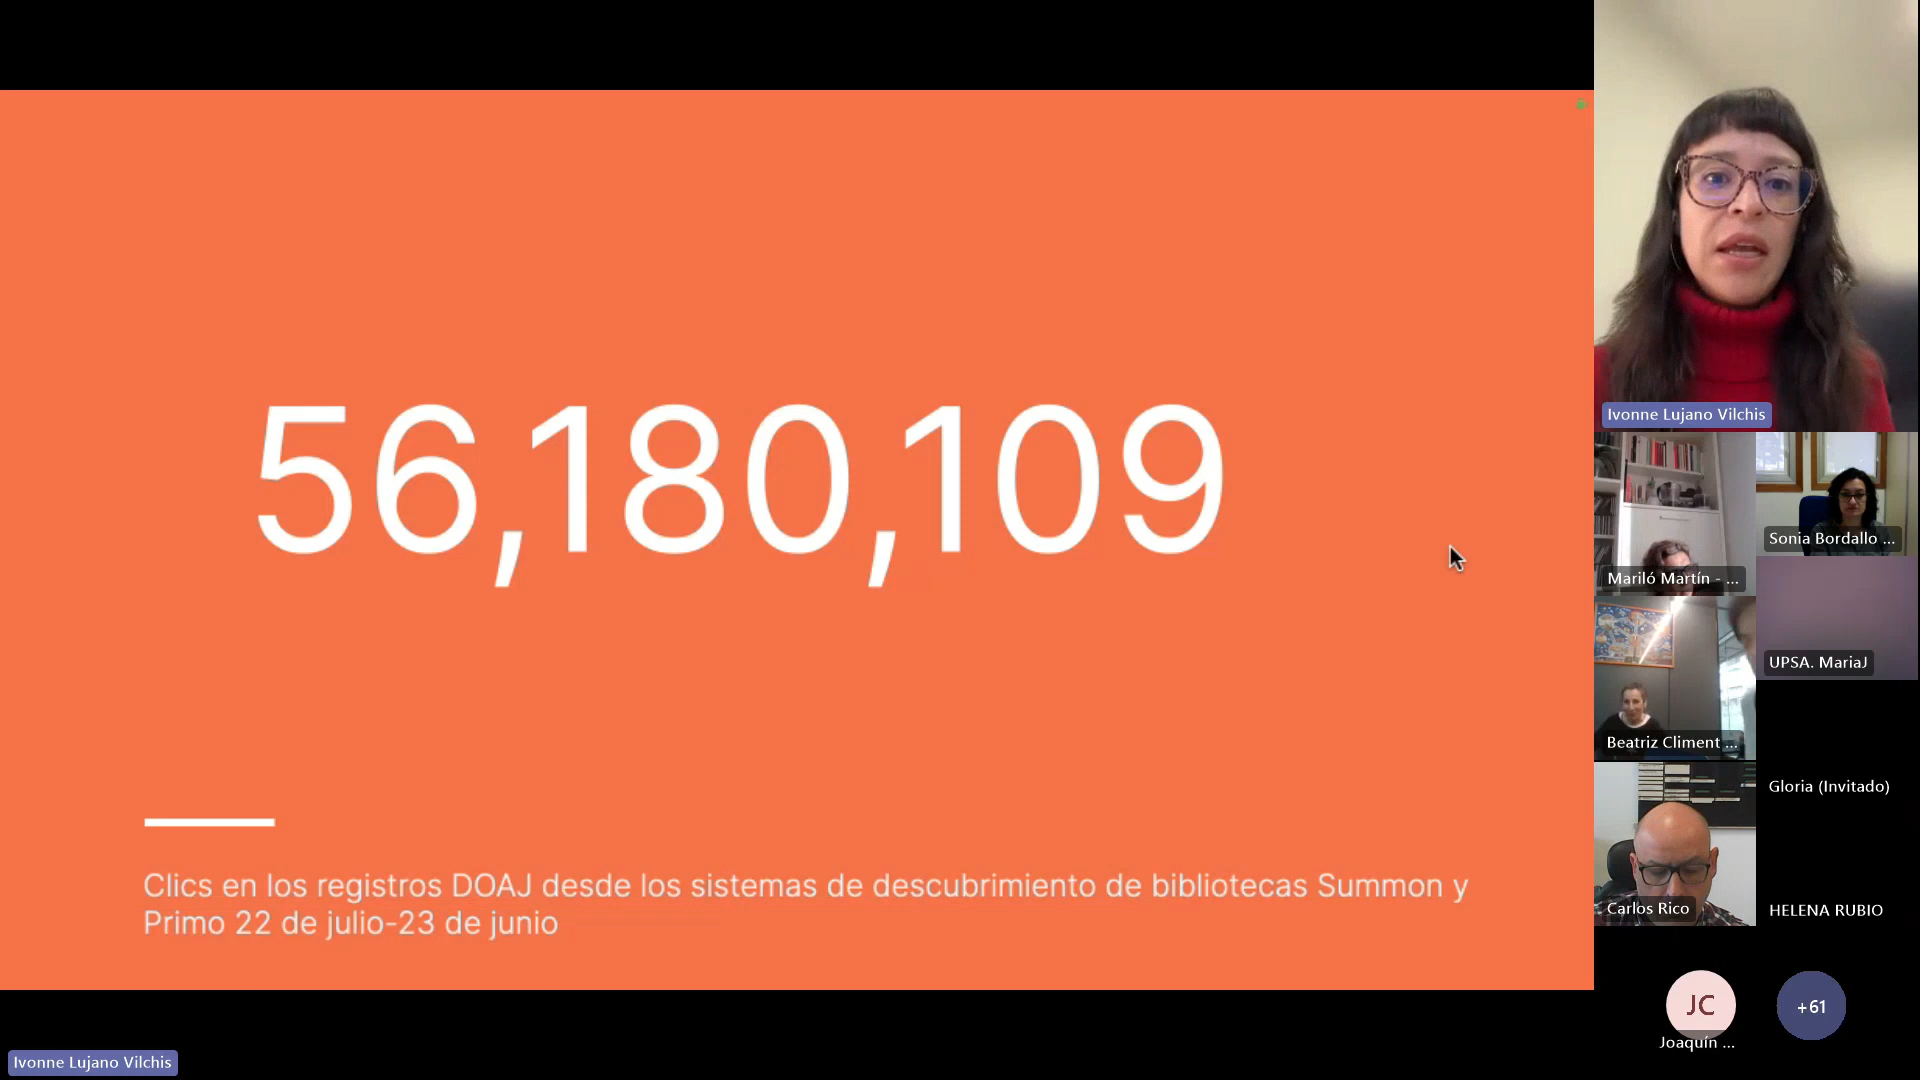 56,180,109
Clics en los registros DOAJ desde los sistemas de descubrimiento de bibliotecas Summon y
Primo 22 de julio-23 de junio
Ivonne Lujano Vilchis
Ivonne Lujano Vilchis
Mariló Martín - ...
Sonia Bordallo ...
UPSA. MariaJ
Beatriz Climent ...
Gloria (Invitado)
Carlos Rico
HELENA RUBIO
JC
Joaquín ...
+61